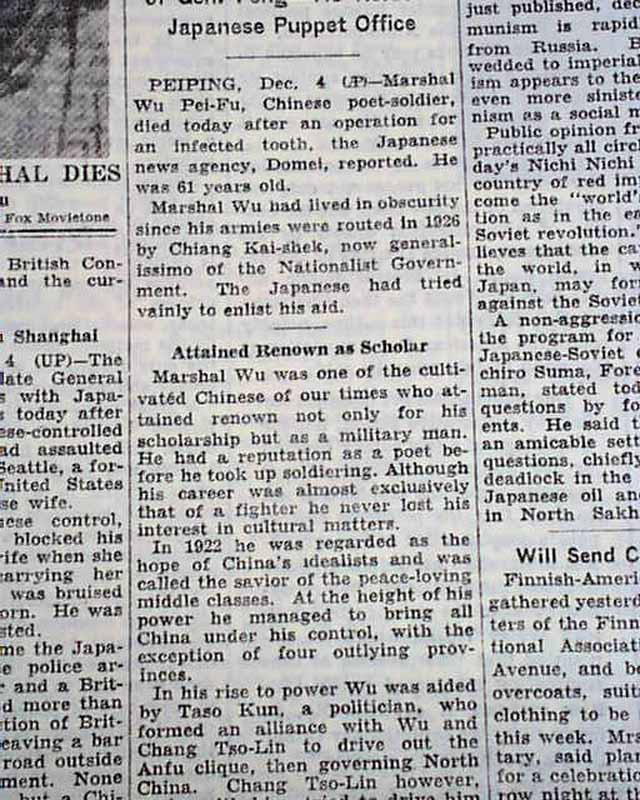 HAL DIES
Fox Movietone
British Con-
and the cur-
Shanghai
4 (UP)—The
late General
s with Japa-
s today after
ese-controlled
ad assaulted
Seattle, a for-
United States
se wife.
nese control,
blocked his
wife when she
carrying her
was bruised
orn. He was
sted.
me the Japa-
e police ar-
r and a Brit-
d more than
ction of Brit-
leaving a bar
road outside
ment. None
but a Chi-
Japanese Puppet Office
PEIPING, Dec. 4 (AP)—Marshal
Wu Pei-Fu, Chinese poet-soldier,
died today after an operation for
an infected tooth, the Japanese
news agency, Domei, reported. He
was 61 years old.
Marshal Wu had lived in obscurity
since his armies were routed in 1926
by Chiang Kai-shek, now general-
issimo of the Nationalist Govern-
ment. The Japanese had tried
vainly to enlist his aid.
Attained Renown as Scholar
Marshal Wu was one of the culti-
vated Chinese of our times who at-
tained renown not only for his
scholarship but as a military man.
He had a reputation as a poet be-
fore he took up soldiering. Although
his career was almost exclusively
that of a fighter he never lost his
interest in cultural matters.
In 1922 he was regarded as the
hope of China's idealists and was
called the savior of the peace-loving
middle classes. At the height of his
power he managed to bring all
China under his control, with the
exception of four outlying prov-
inces.
In his rise to power Wu was aided
by Taso Kun, a politician, who
formed an alliance with Wu and
Chang Tso-Lin to drive out the
Anfu clique, then governing North
China. Chang Tso-Lin however,
just published, dec
munism is rapid
from Russia. B
wedded to imperial
ism appears to the
even more siniste
nism as a social m
Public opinion fr
practically all circl
day's Nichi Nichi
country of red imp
come the "world'
tion as in the ea
Soviet revolution."
lieves that the ca
the world, in w
Japan, may for
against the Soviet
A non-aggressio
the program for
Japanese-Soviet
chiro Suma, Fore
man, stated tod
questions by fo
ents. He said t
an amicable sett
questions, chiefly
deadlock in the
Japanese oil an
in North Sakh
Will Send C
Finnish-Ameri
gathered yesterd
ters of the Finn
tional Associati
Avenue, and be
overcoats, suit
clothing to be
this week. Mrs
tary, said plan
for a celebratio
row night at th